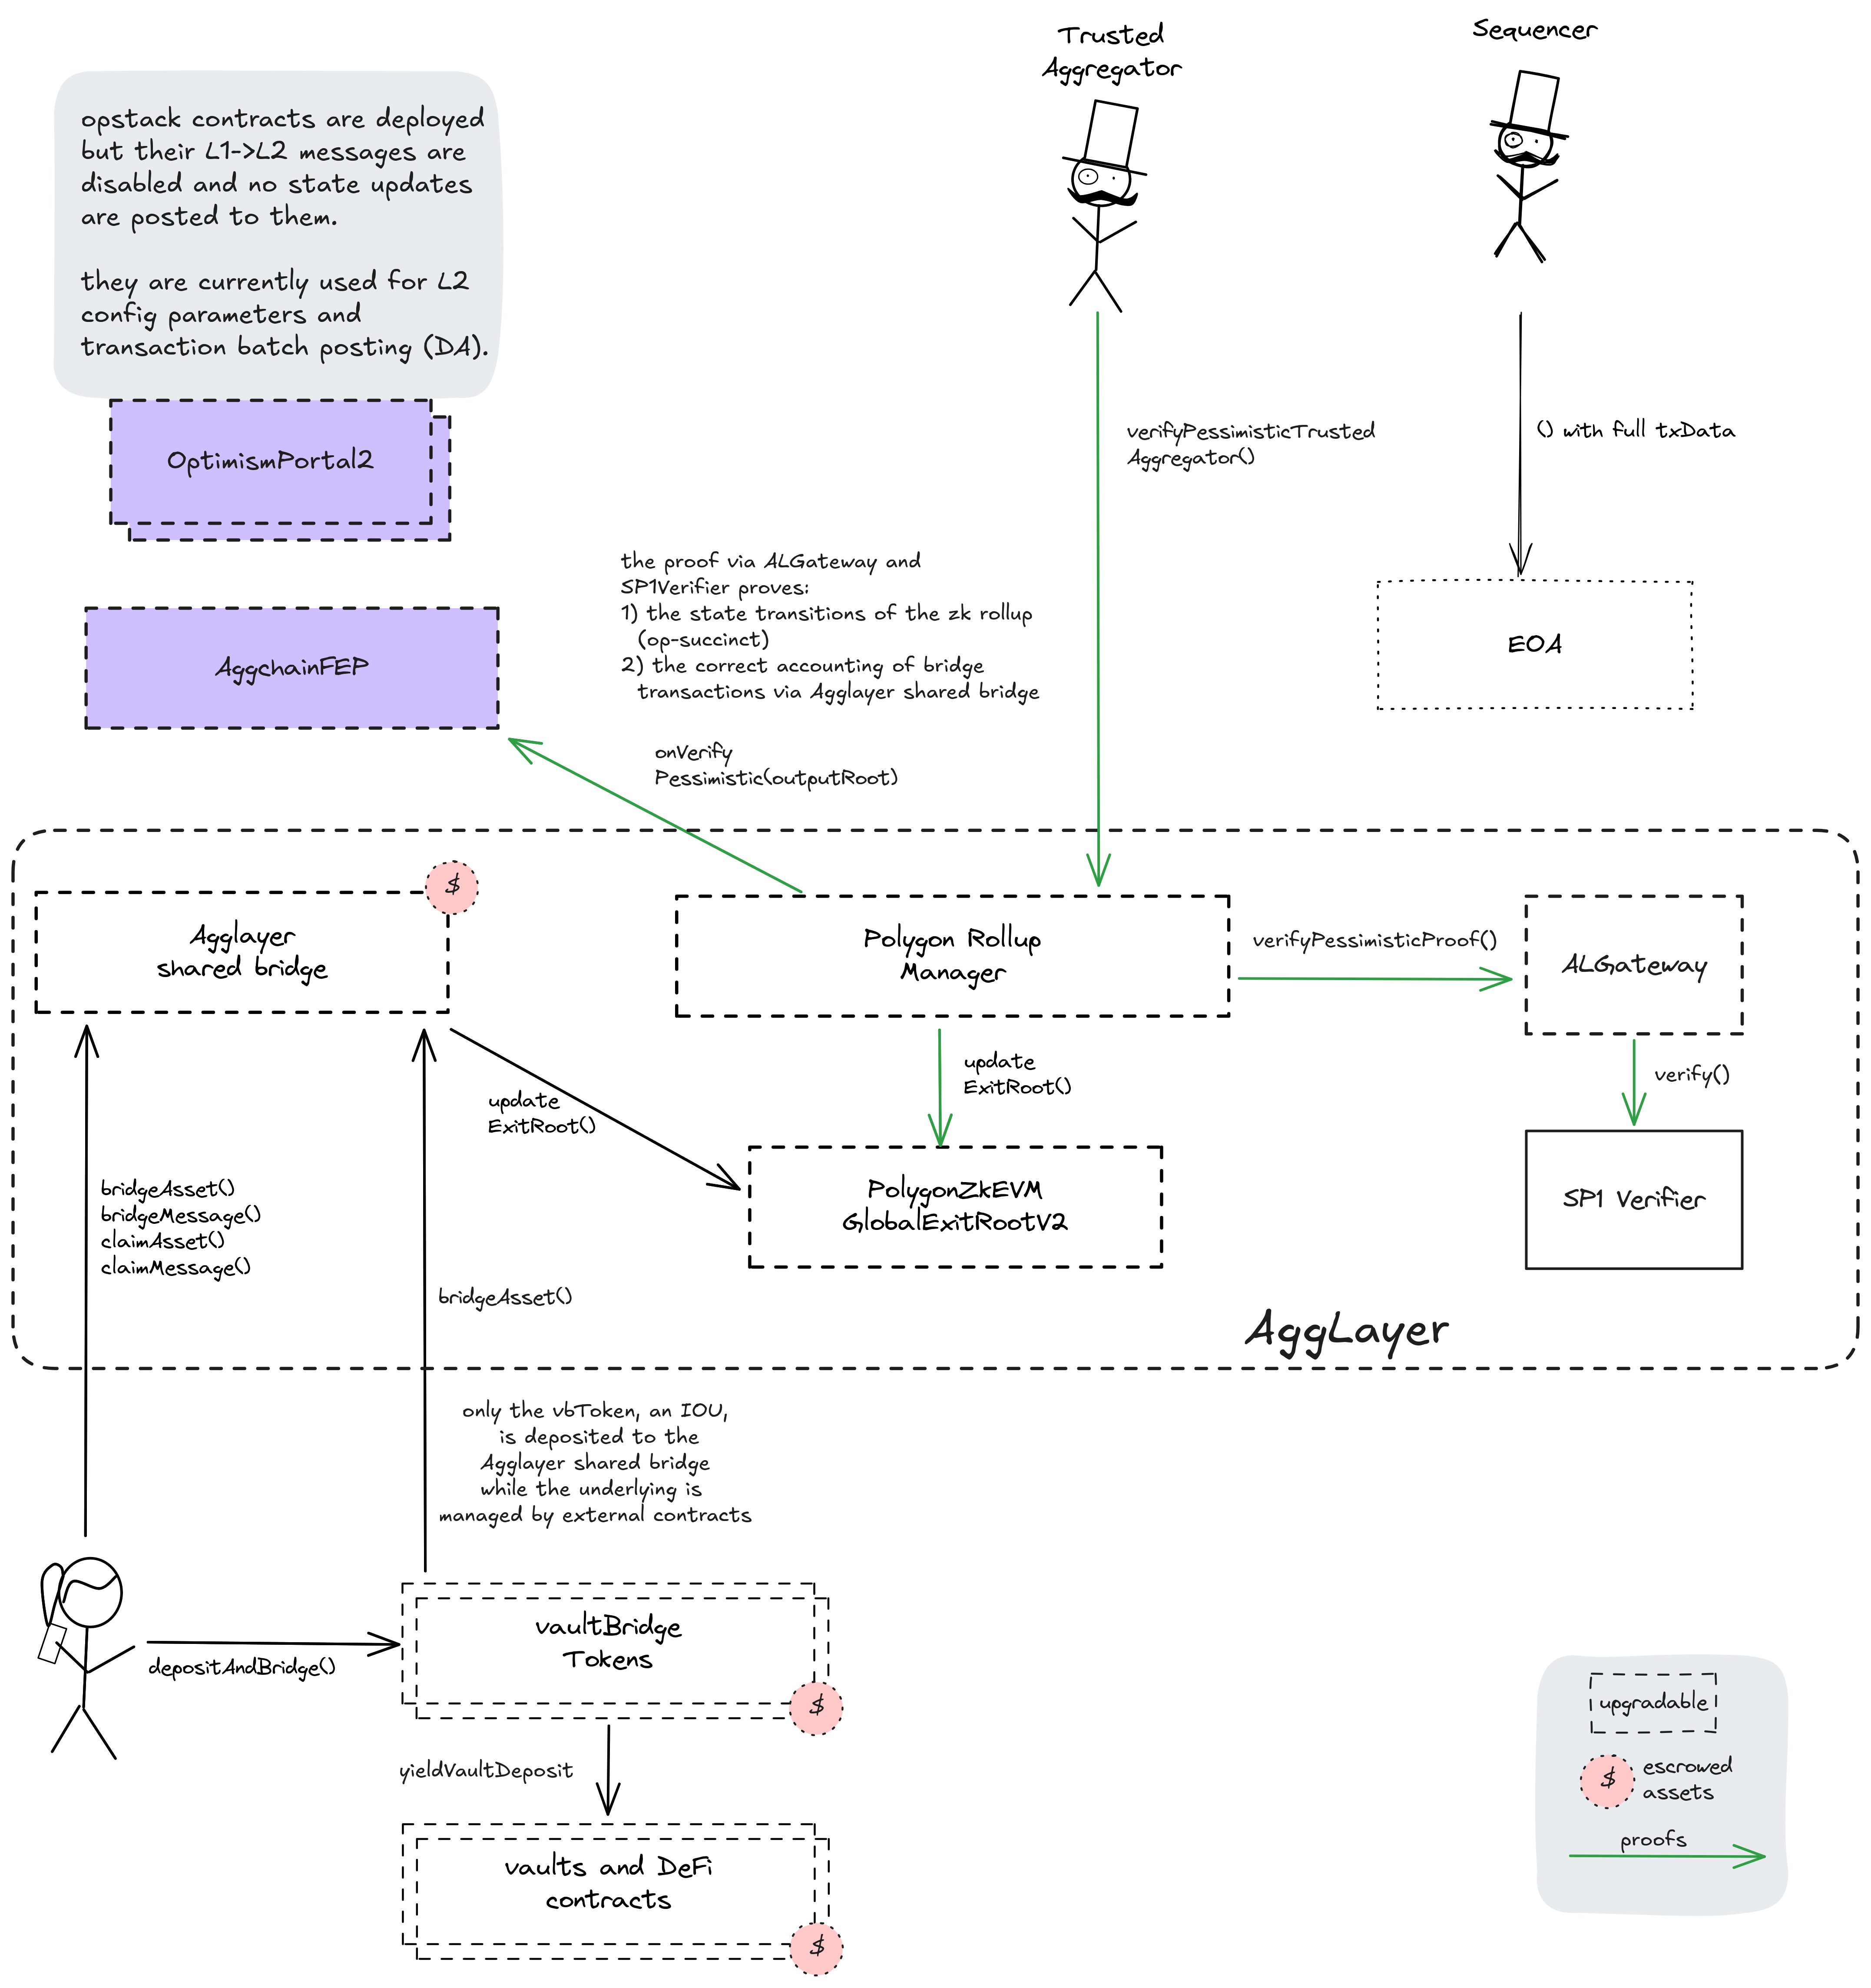 Trusted
Aggregator
Sequencer
opstack contracts are deployed
but their L1->L2 messages are
disabled and no state updates
are posted to them.
they are currently used for L2
config parameters and
transaction batch posting (DA).
OptimismPortal2
verifyPessimisticTrusted
Aggregator()
() with full txData
the proof via ALGateway and
SP1Verifier proves:
1) the state transitions of the zk rollup
(op-succinct)
2) the correct accounting of bridge
transactions via Agglayer shared bridge
EOA
AggchainFEP
onVerify
Pessimistic(outputRoot)
$
Agglayer
shared bridge
Polygon Rollup
Manager
verifyPessimisticProof()
ALGateway
update
ExitRoot()
update
ExitRoot()
verify()
bridgeAsset()
bridgeMessage()
claimAsset()
claimMessage()
PolygonZkEVM
GlobalExitRootV2
SP1 Verifier
bridgeAsset()
AggLayer
only the vbToken, an IOU,
is deposited to the
Agglayer shared bridge
while the underlying is
managed by external contracts
depositAndBridge()
vaultBridge
Tokens
$
yieldVaultDeposit
vaults and DeFi
contracts
$
upgradable
$
escrowed
assets
proofs